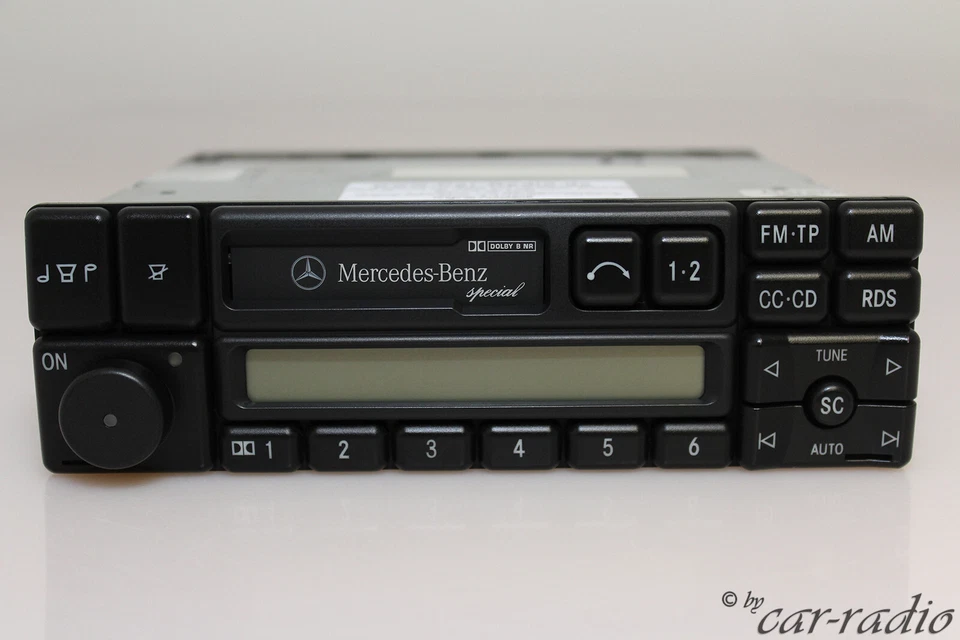 DOLBY B NR
Mercedes-Benz
special
1·2
FM·TP
AM
CC·CD
RDS
ON
TUNE
SC
AUTO
1
2
3
4
5
6
© by
car-radio